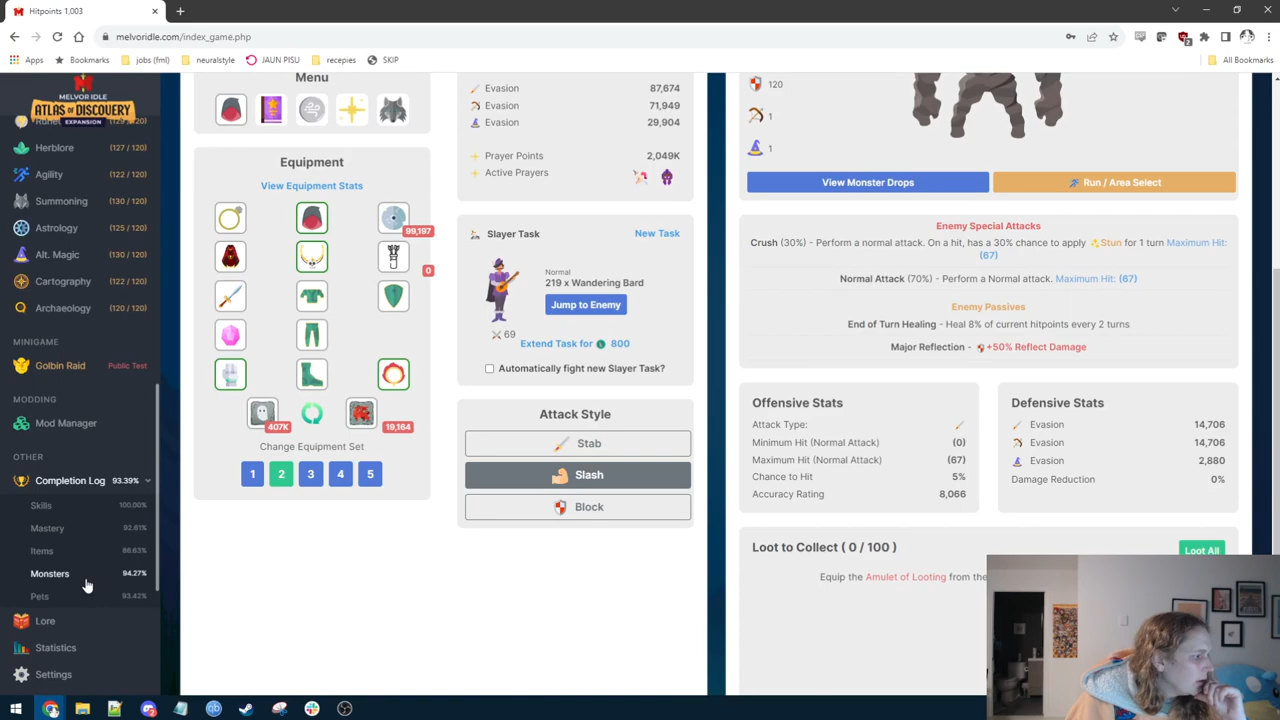 Hitpoints 1,003
melvoridle.com/index_game.php
2
Apps
Bookmarks
jobs (fml)
neuralstyle
JAUN PISU
recepies
SKIP
All Bookmarks
MELVOR IDLE
ATLAS OF DISCOVERY
EXPANSION
(129 / 120)
Herblore (127 / 120)
Agility (122 / 120)
Summoning (130 / 120)
Astrology (125 / 120)
Alt. Magic (130 / 120)
Cartography (122 / 120)
Archaeology (120 / 120)
MINIGAME
Golbin Raid Public Test
MODDING
Mod Manager
OTHER
Completion Log 93.39%
Skills 100.00%
Mastery 92.61%
Items 86.63%
Monsters 94.27%
Pets 93.42%
Lore
Statistics
Settings
Menu
Equipment
View Equipment Stats
99,197
0
407K
19,164
Change Equipment Set
1 2 3 4 5
Evasion 87,674
Evasion 71,949
Evasion 29,904
Prayer Points 2,049K
Active Prayers
Slayer Task New Task
Normal
219 x Wandering Bard
Jump to Enemy
69
Extend Task for 800
Automatically fight new Slayer Task?
Attack Style
Stab
Slash
Block
120
1
1
View Monster Drops
Run / Area Select
Enemy Special Attacks
Crush (30%) - Perform a normal attack. On a hit, has a 30% chance to apply Stun for 1 turn Maximum Hit:
(67)
Normal Attack (70%) - Perform a Normal attack. Maximum Hit: (67)
Enemy Passives
End of Turn Healing - Heal 8% of current hitpoints every 2 turns
Major Reflection - +50% Reflect Damage
Offensive Stats
Attack Type:
Minimum Hit (Normal Attack) (0)
Maximum Hit (Normal Attack) (67)
Chance to Hit 5%
Accuracy Rating 8,066
Defensive Stats
Evasion 14,706
Evasion 14,706
Evasion 2,880
Damage Reduction 0%
Loot to Collect ( 0 / 100 )
Loot All
Equip the Amulet of Looting from the